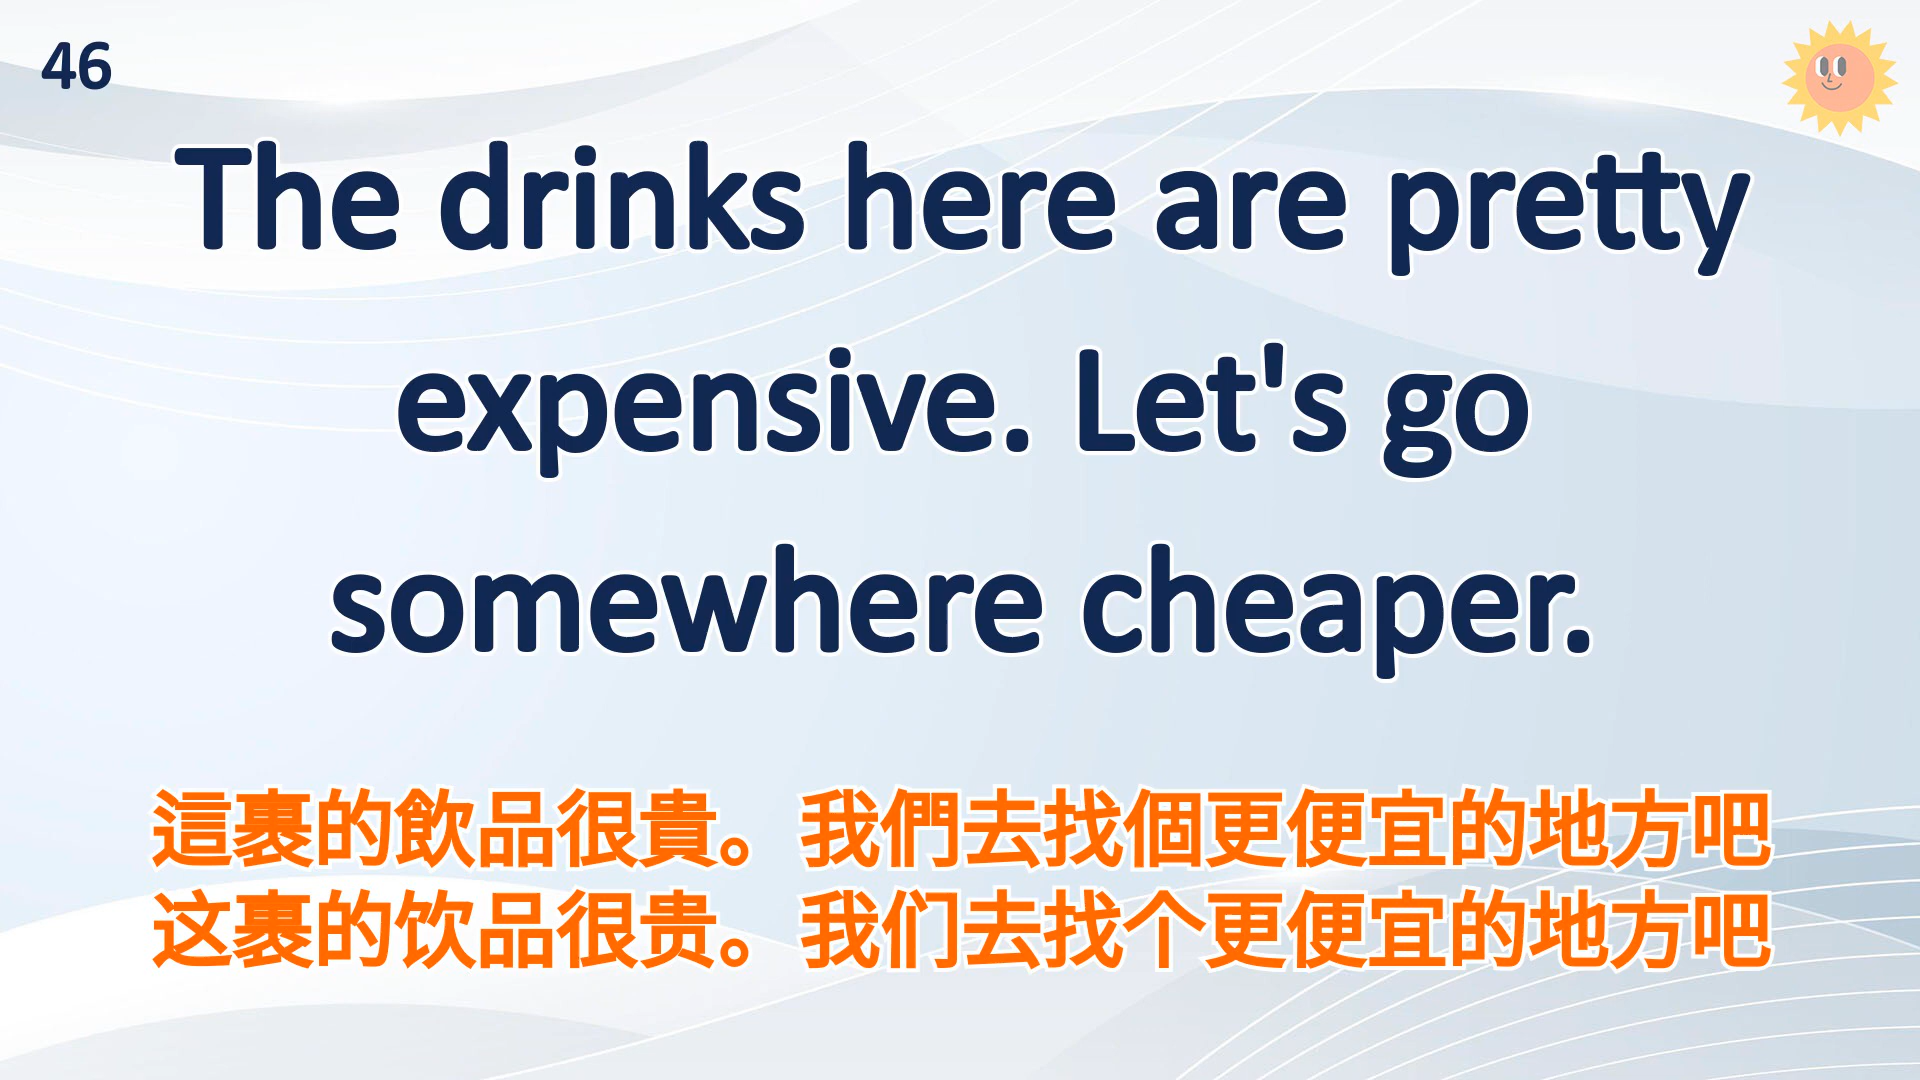 46
The drinks here are pretty
expensive. Let's go
somewhere cheaper.
這裹的飲品很貴。我們去找個更便宜的地方吧
这裹的饮品很贵。我们去找个更便宜的地方吧